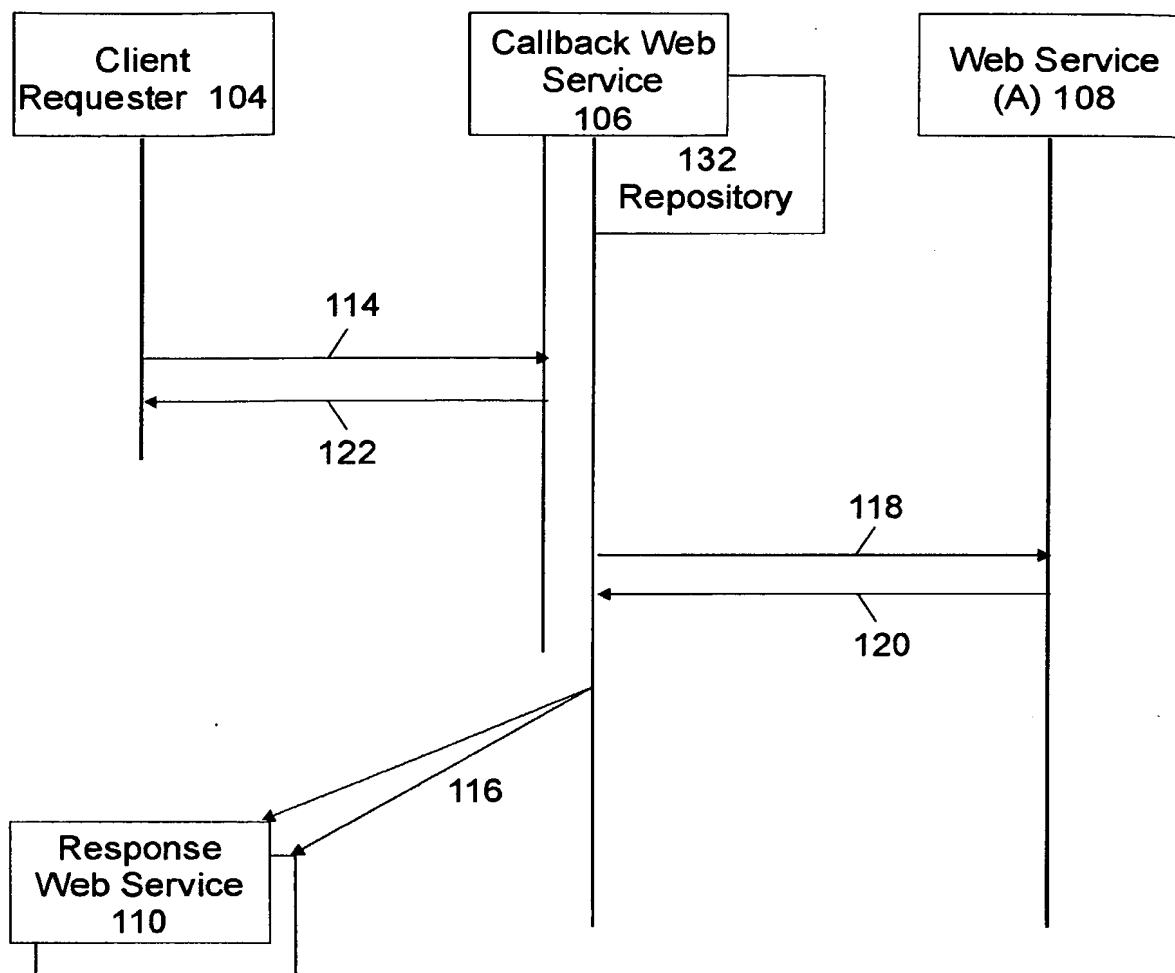 Client
Requester 104
Callback Web
Service
106
Web Service
(A) 108
132
Repository
114
122
118
120
116
Response
Web Service
110